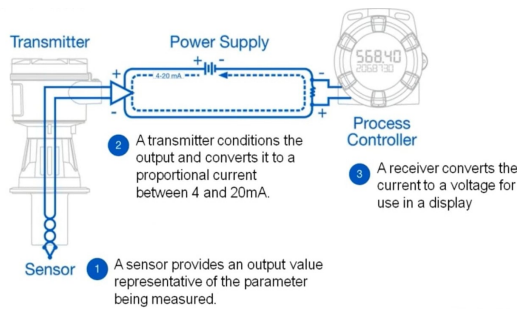 Transmitter
Power Supply
+ -
4-20 mA
+
-
-
+
568.40
Process
Controller
2
A transmitter conditions the
output and converts it to a
proportional current
between 4 and 20mA.
3
A receiver converts the
current to a voltage for
use in a display
Sensor
1
A sensor provides an output value
representative of the parameter
being measured.